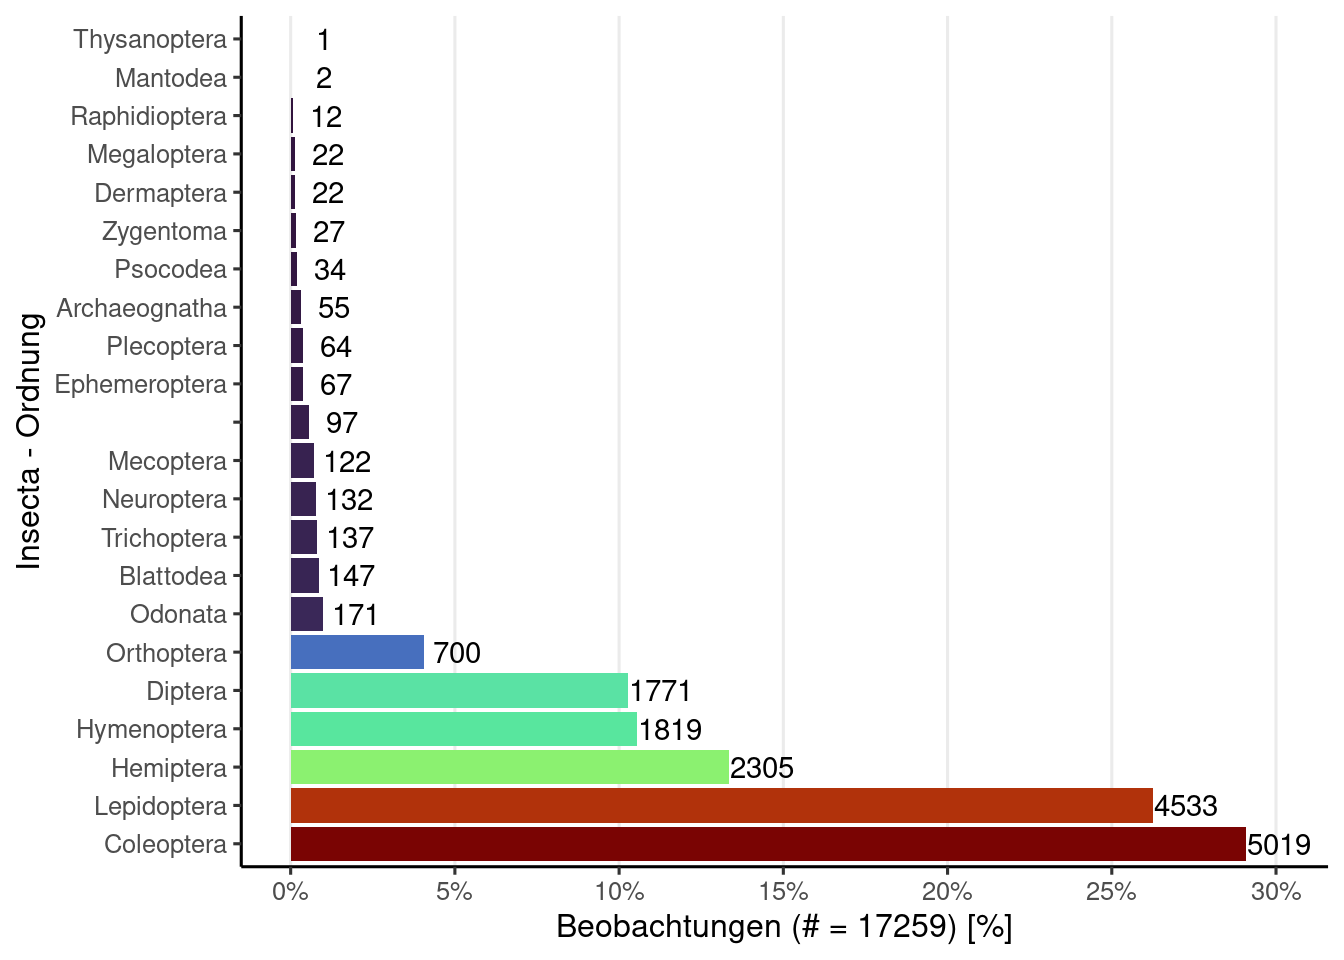 Insecta - Ordnung
Thysanoptera 1
Mantodea 2
Raphidioptera 12
Megaloptera 22
Dermaptera 22
Zygentoma 27
Psocodea 34
Archaeognatha 55
Plecoptera 64
Ephemeroptera 67
97
Mecoptera 122
Neuroptera 132
Trichoptera 137
Blattodea 147
Odonata 171
Orthoptera 700
Diptera 1771
Hymenoptera 1819
Hemiptera 2305
Lepidoptera 4533
Coleoptera 5019
0% 5% 10% 15% 20% 25% 30%
Beobachtungen (# = 17259) [%]